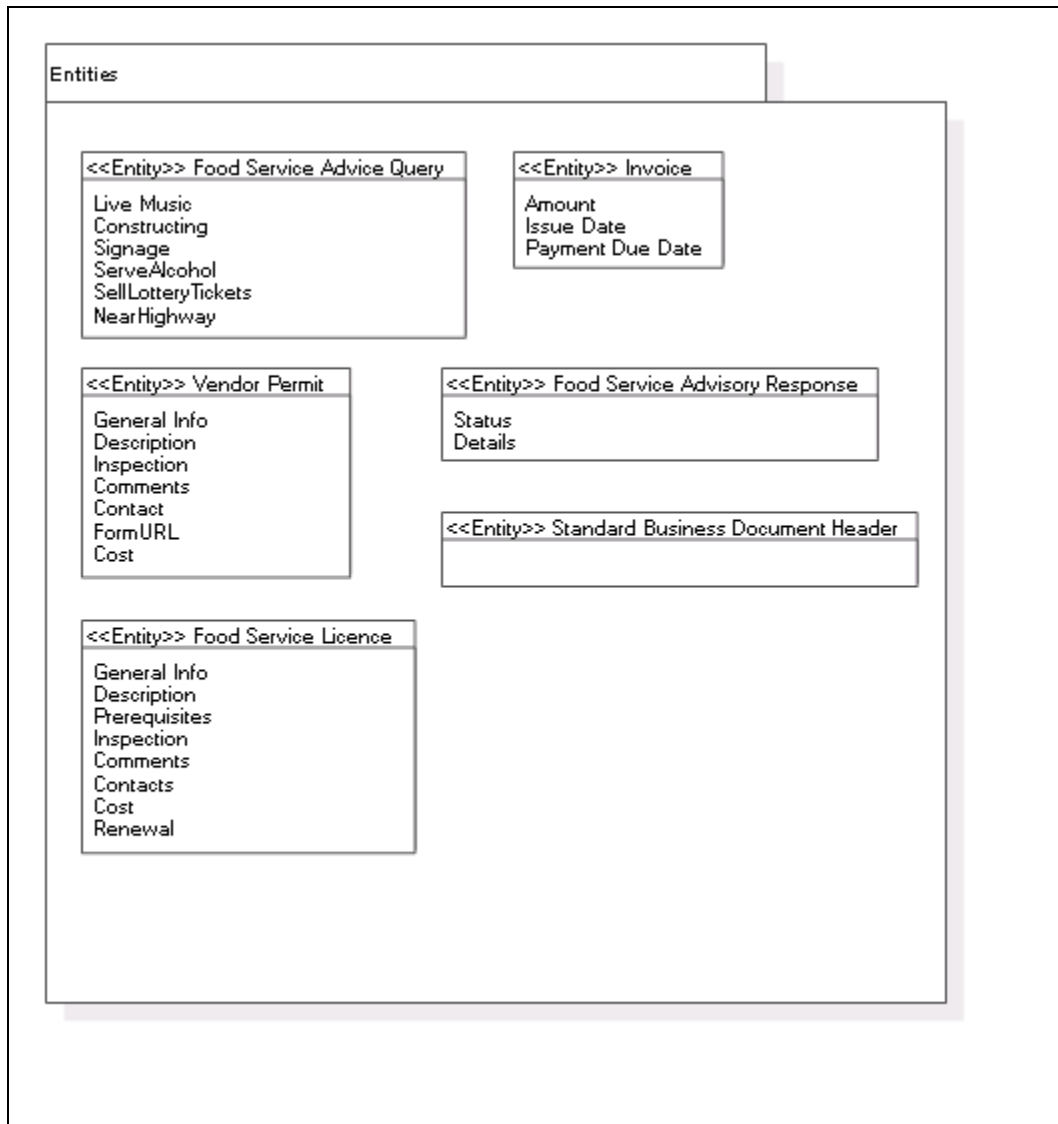 Entities
<<Entity>> Food Service Advice Query
Live Music
Constructing
Signage
ServeAlcohol
SellLotteryTickets
NearHighway
<<Entity>> Invoice
Amount
Issue Date
Payment Due Date
<<Entity>> Vendor Permit
General Info
Description
Inspection
Comments
Contact
FormURL
Cost
<<Entity>> Food Service Advisory Response
Status
Details
<<Entity>> Standard Business Document Header
<<Entity>> Food Service Licence
General Info
Description
Prerequisites
Inspection
Comments
Contacts
Cost
Renewal